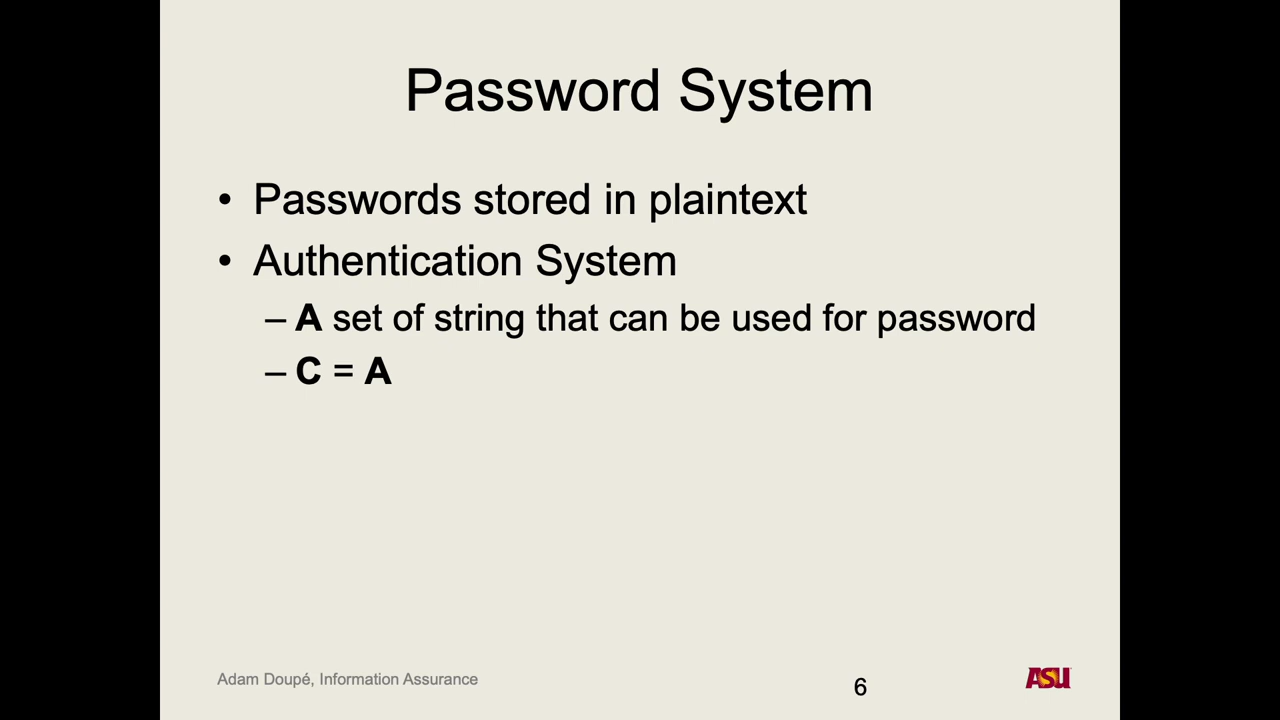 Password System
• Passwords stored in plaintext
• Authentication System
– A set of string that can be used for password
– C = A
Adam Doupé, Information Assurance
6
ASU